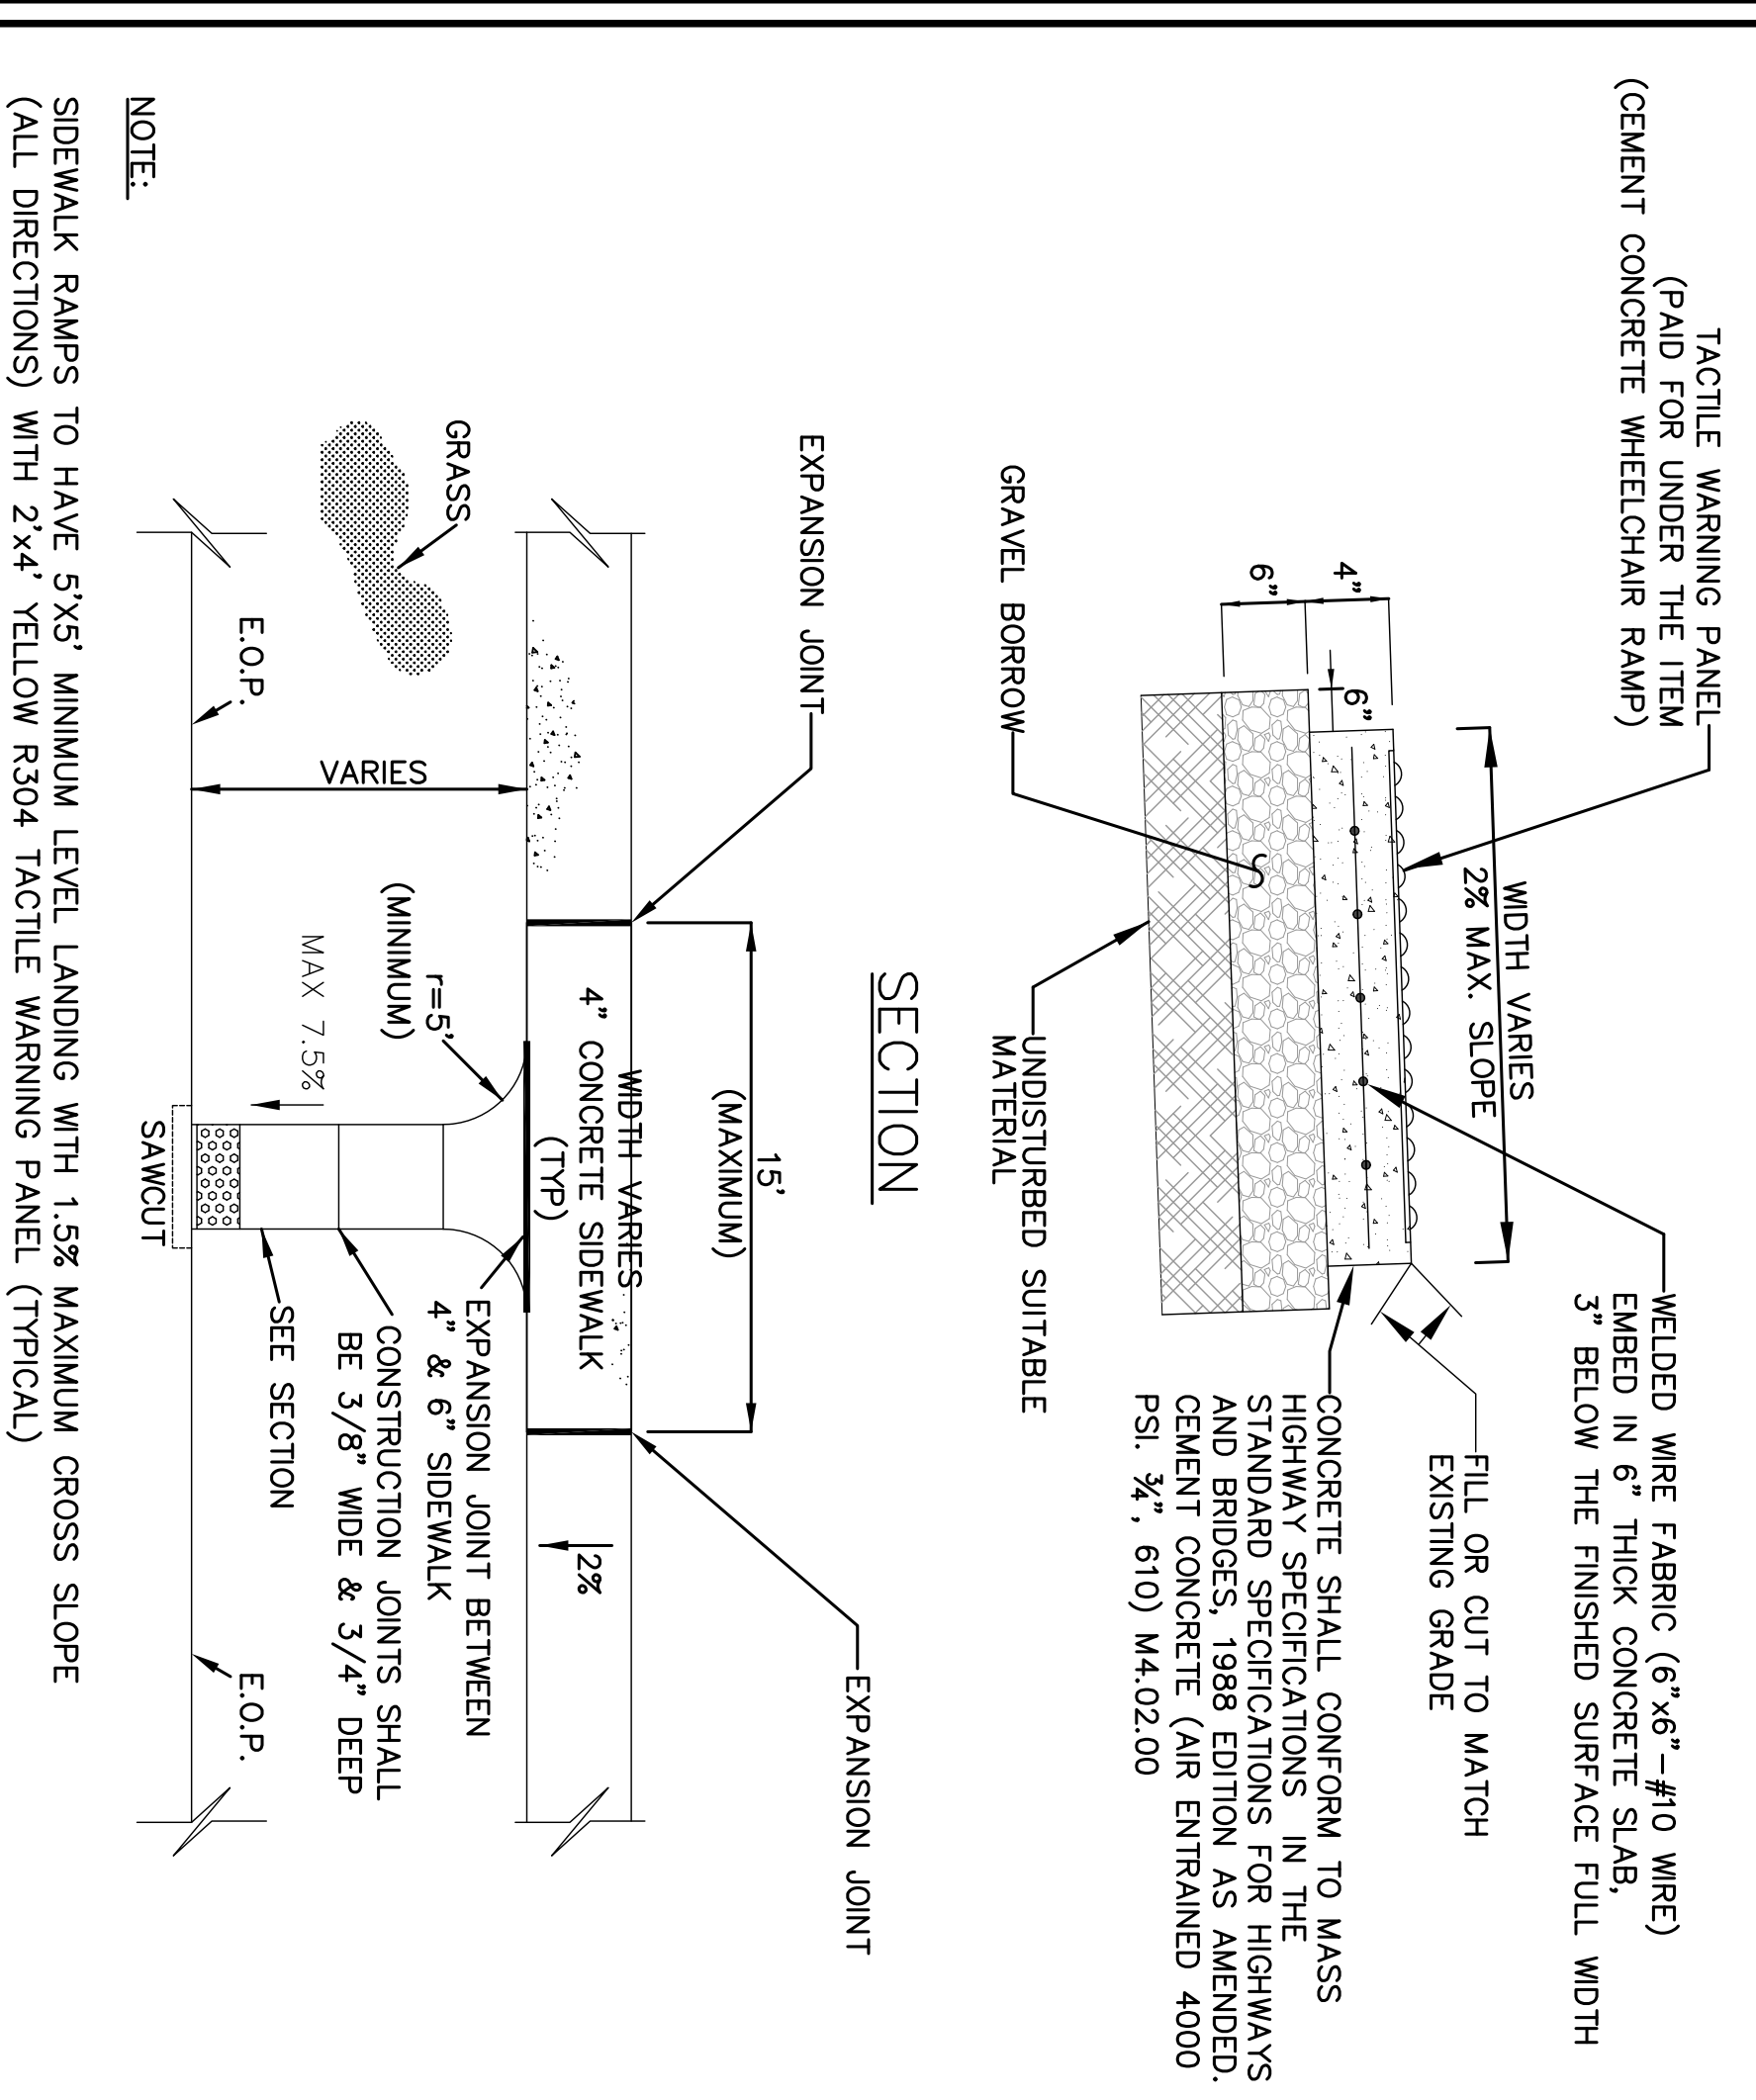 TACTILE WARNING PANEL
(PAID FOR UNDER THE ITEM
(CEMENT CONCRETE WHEELCHAIR RAMP)
WIDTH VARIES
2% MAX. SLOPE
WELDED WIRE FABRIC (6"x6"-#10 WIRE)
EMBED IN 6" THICK CONCRETE SLAB,
3" BELOW THE FINISHED SURFACE FULL WIDTH
FILL OR CUT TO MATCH
EXISTING GRADE
4"
6"
6"
CONCRETE SHALL CONFORM TO MASS
HIGHWAY SPECIFICATIONS IN THE
STANDARD SPECIFICATIONS FOR HIGHWAYS
AND BRIDGES, 1988 EDITION AS AMENDED.
CEMENT CONCRETE (AIR ENTRAINED 4000
PSI. ¾", 610) M4.02.00
GRAVEL BORROW
UNDISTURBED SUITABLE
MATERIAL
SECTION
EXPANSION JOINT
EXPANSION JOINT
15'
(MAXIMUM)
WIDTH VARIES
4" CONCRETE SIDEWALK
(TYP)
2%
GRASS
VARIES
r=5'
(MINIMUM)
MAX 7.5%
EXPANSION JOINT BETWEEN
4" & 6" SIDEWALK
CONSTRUCTION JOINTS SHALL
BE 3/8" WIDE & 3/4" DEEP
SEE SECTION
E.O.P.
E.O.P.
SAWCUT
NOTE:
SIDEWALK RAMPS TO HAVE 5'X5' MINIMUM LEVEL LANDING WITH 1.5% MAXIMUM CROSS SLOPE
(ALL DIRECTIONS) WITH 2'x4' YELLOW R304 TACTILE WARNING PANEL (TYPICAL)